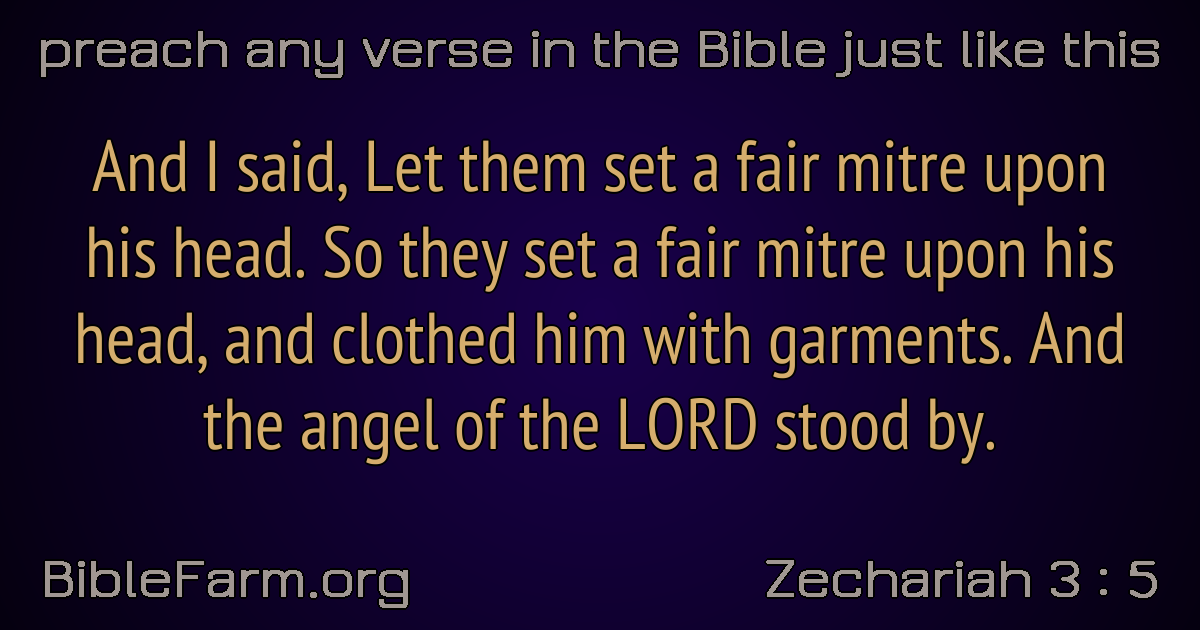 preach any verse in the Bible just like this
And I said, Let them set a fair mitre upon
his head. So they set a fair mitre upon his
head, and clothed him with garments. And
the angel of the LORD stood by.
BibleFarm.org
Zechariah 3 : 5